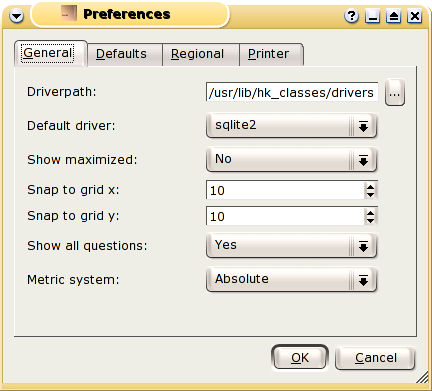 Preferences
General Defaults Regional Printer
Driverpath: /usr/lib/hk_classes/drivers ...
Default driver: sqlite2
Show maximized: No
Snap to grid x: 10
Snap to grid y: 10
Show all questions: Yes
Metric system: Absolute
OK Cancel